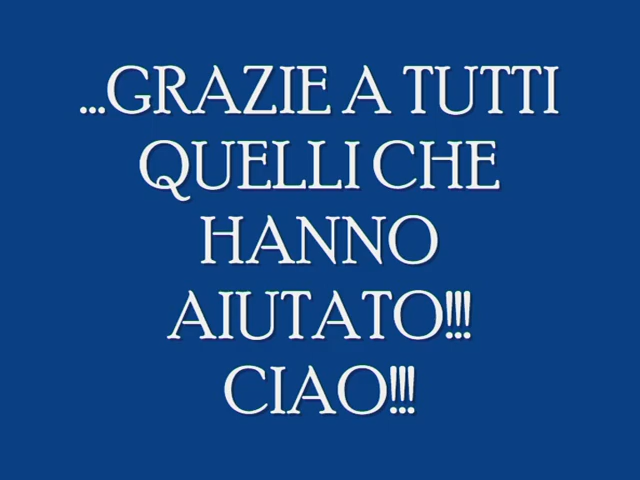 ...GRAZIE A TUTTI
QUELLI CHE
HANNO
AIUTATO!!!
CIAO!!!